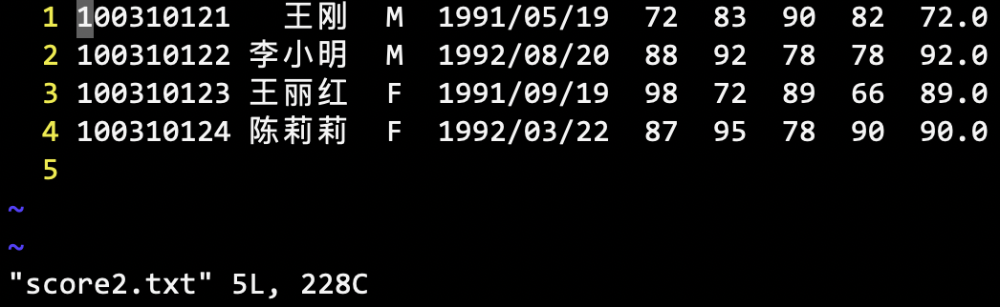 1 100310121   王刚  M  1991/05/19  72  83  90  82  72.0
2 100310122 李小明  M  1992/08/20  88  92  78  78  92.0
3 100310123 王丽红  F  1991/09/19  98  72  89  66  89.0
4 100310124 陈莉莉  F  1992/03/22  87  95  78  90  90.0
5
~
~
"score2.txt" 5L, 228C